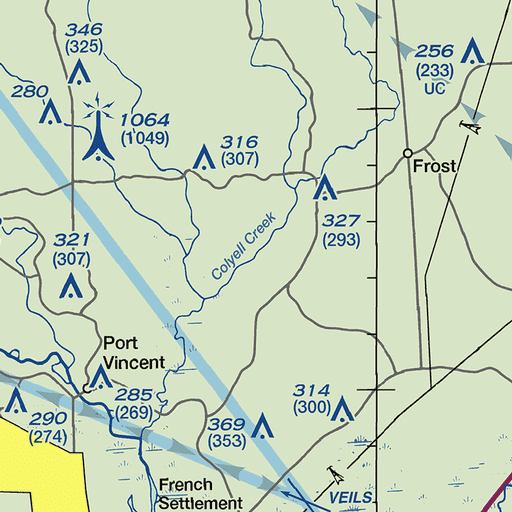 346
(325)
256
(233)
UC
280
1064
(1049)
316
(307)
Frost
327
(293)
Colyell Creek
321
(307)
Port
Vincent
285
(269)
290
(274)
314
(300)
369
(353)
French
Settlement
VEILS